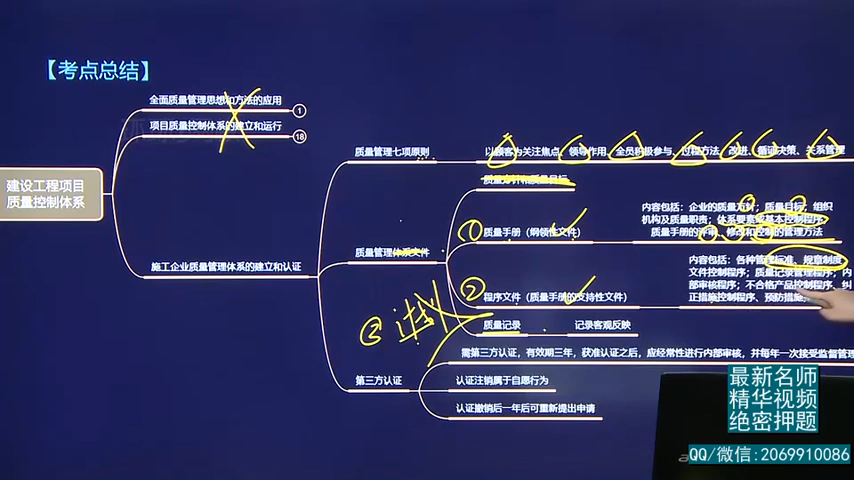 【考点总结】
全面质量管理思想和方法的应用
①
项目质量控制体系的建立和运行
⑱
建设工程项目
质量控制体系
施工企业质量管理体系的建立和认证
质量管理七项原则
以顾客为关注焦点、领导作用、全员积极参与、过程方法、改进、循证决策、关系管理
质量管理体系文件
质量方针和质量目标
① 质量手册（纲领性文件）
内容包括：企业的质量方针；质量目标；组织
机构及质量职责；体系要素或基本控制程序；
质量手册的评审、修改和控制的管理方法
② 程序文件（质量手册的支持性文件）
内容包括：各种管理标准、规章制度
文件控制程序；质量记录管理程序；内
部审核程序；不合格产品控制程序、纠
正措施控制程序、预防措施
③ 计划
质量记录
记录客观反映
第三方认证
需第三方认证，有效期三年，获准认证之后，应经常性进行内部审核，并每年一次接受监督管理
认证注销属于自愿行为
认证撤销后一年后可重新提出申请
最新名师
精华视频
绝密押题
QQ/微信:2069910086